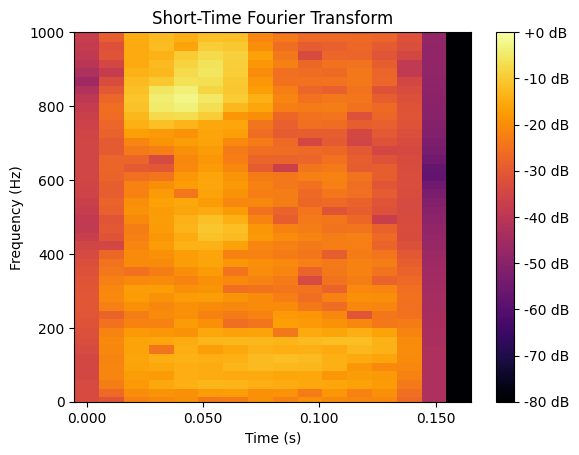 Short-Time Fourier Transform
Frequency (Hz)
1000
800
600
400
200
0
0.000
0.050
0.100
0.150
Time (s)
+0 dB
-10 dB
-20 dB
-30 dB
-40 dB
-50 dB
-60 dB
-70 dB
-80 dB